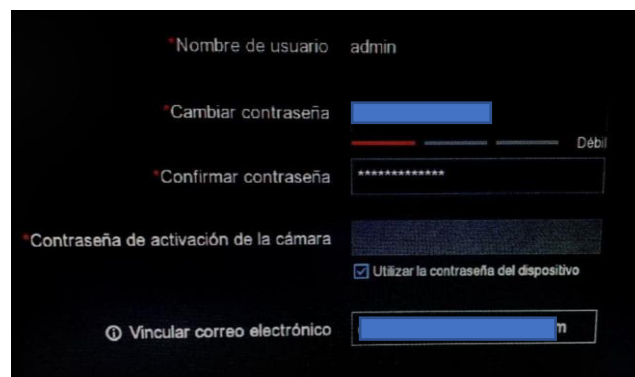 *Nombre de usuario admin
*Cambiar contraseña
Débil
*Confirmar contraseña *************
*Contraseña de activación de la cámara
Utilizar la contraseña del dispositivo
Vincular correo electrónico m